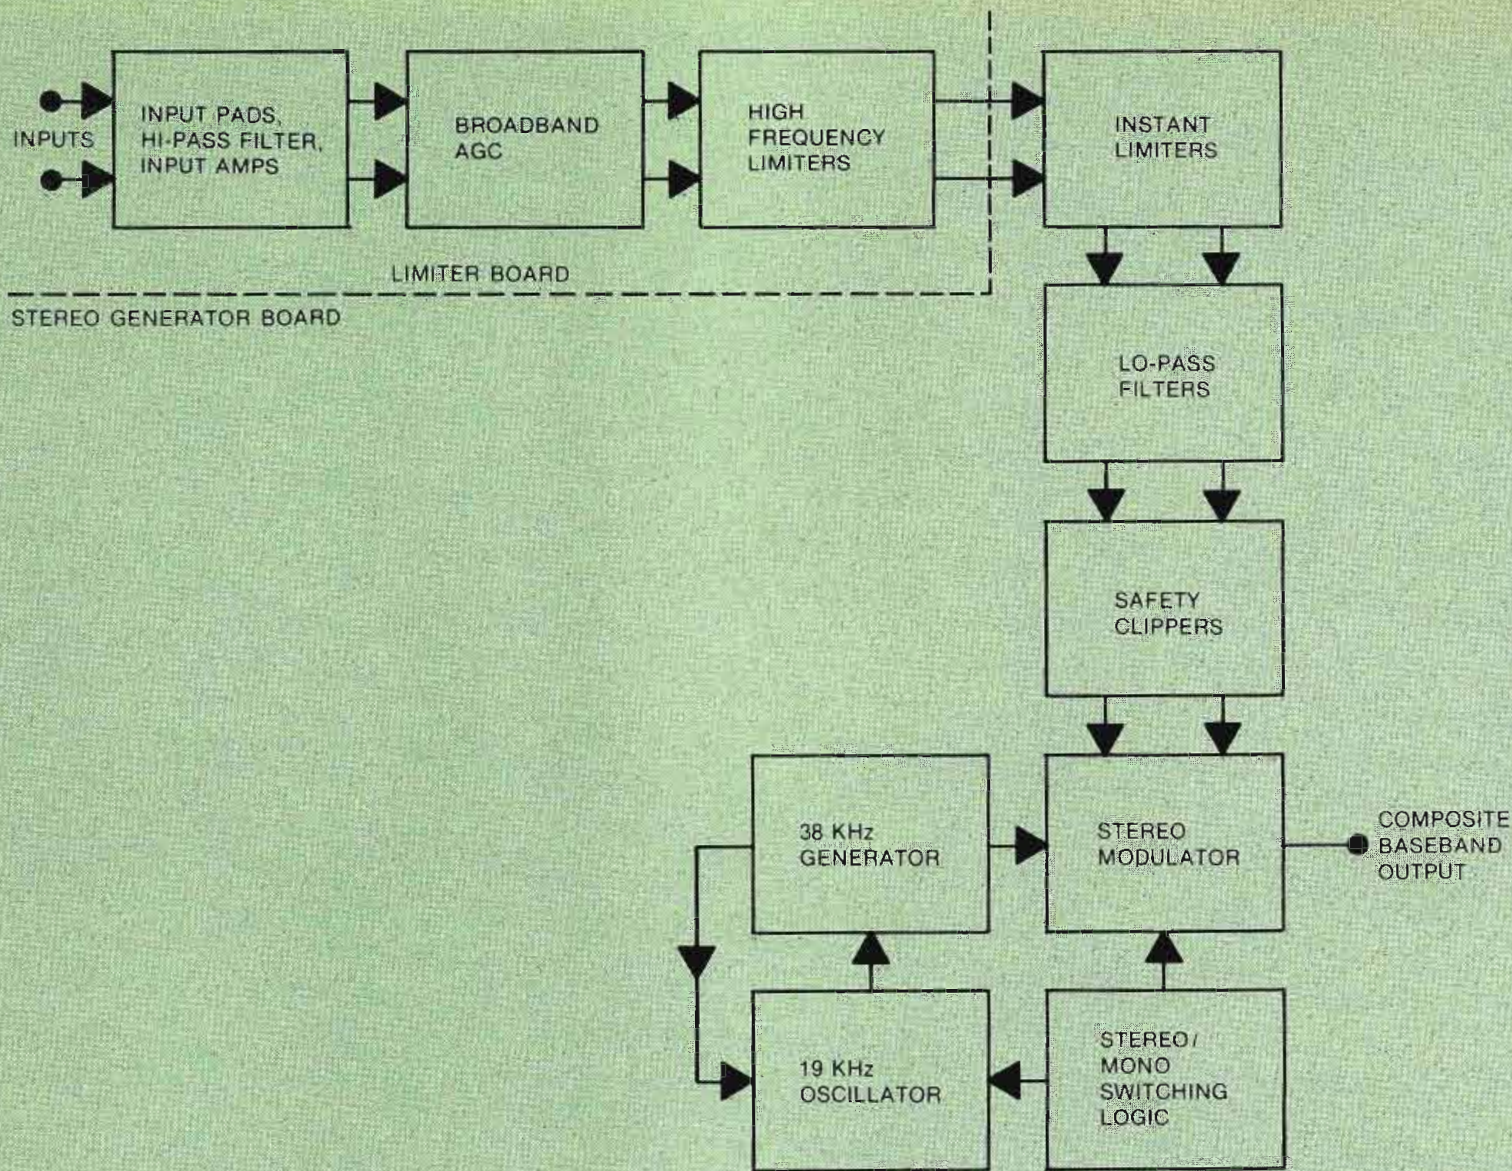 INPUTS
INPUT PADS,
HI-PASS FILTER,
INPUT AMPS
BROADBAND
AGC
HIGH
FREQUENCY
LIMITERS
INSTANT
LIMITERS
LIMITER BOARD
STEREO GENERATOR BOARD
LO-PASS
FILTERS
SAFETY
CLIPPERS
38 KHz
GENERATOR
STEREO
MODULATOR
COMPOSITE
BASEBAND
OUTPUT
19 KHz
OSCILLATOR
STEREO/
MONO
SWITCHING
LOGIC